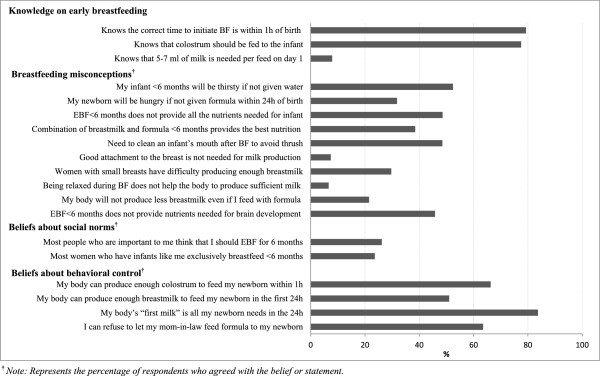 Knowledge on early breastfeeding
Knows the correct time to initiate BF is within 1h of birth
Knows that colostrum should be fed to the infant
Knows that 5-7 ml of milk is needed per feed on day 1
Breastfeeding misconceptions†
My infant <6 months will be thirsty if not given water
My newborn will be hungry if not given formula within 24h of birth
EBF<6 months does not provide all the nutrients needed for infant
Combination of breastmilk and formula <6 months provides the best nutrition
Need to clean an infant's mouth after BF to avoid thrush
Good attachment to the breast is not needed for milk production
Women with small breasts have difficulty producing enough breastmilk
Being relaxed during BF does not help the body to produce sufficient milk
My body will not produce less breastmilk even if I feed with formula
EBF<6 months does not provide nutrients needed for brain development
Beliefs about social norms†
Most people who are important to me think that I should EBF for 6 months
Most women who have infants like me exclusively breastfeed <6 months
Beliefs about behavioral control†
My body can produce enough colostrum to feed my newborn within 1h
My body can produce enough breastmilk to feed my newborn in the first 24h
My body's “first milk” is all my newborn needs in the 24h
I can refuse to let my mom-in-law feed formula to my newborn
0 20 40 60 80 100
%
†Note: Represents the percentage of respondents who agreed with the belief or statement.